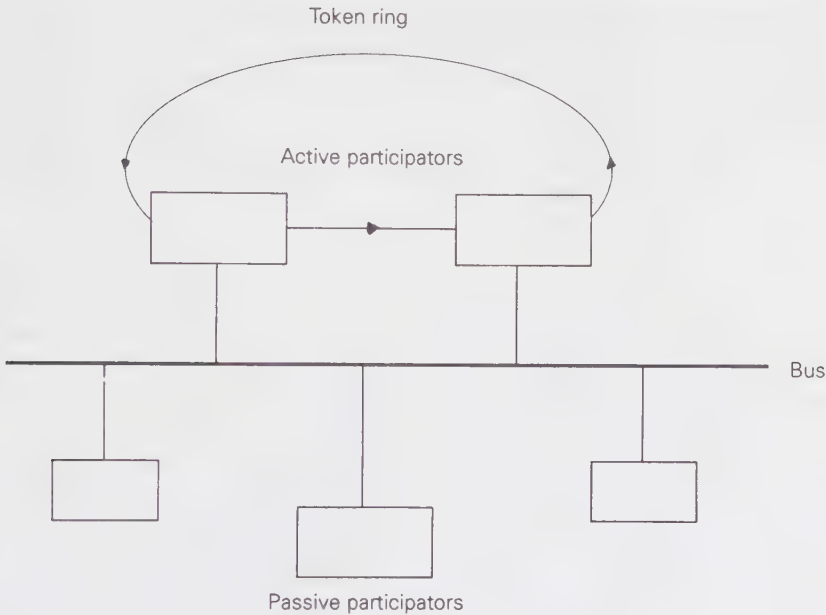 Token ring
Active participators
Bus
Passive participators